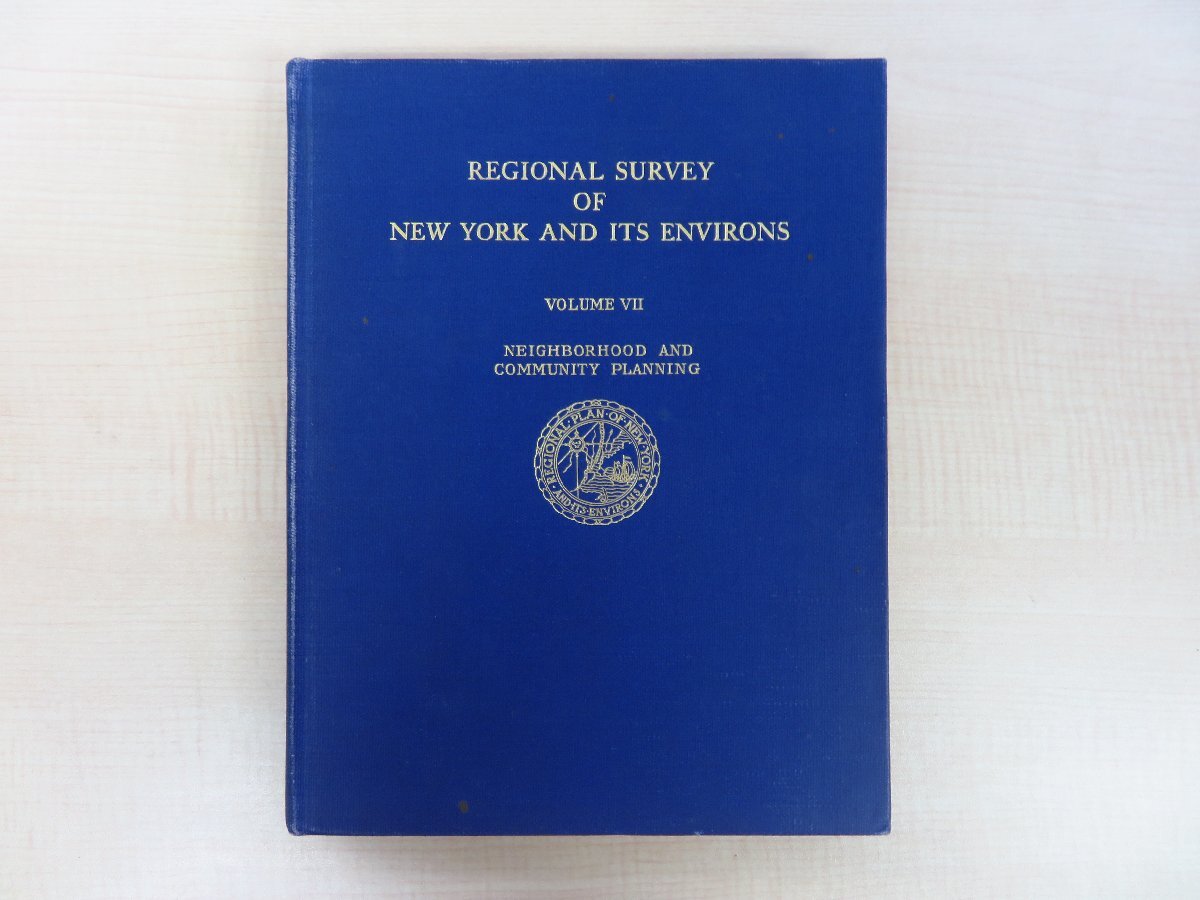 REGIONAL SURVEY
OF
NEW YORK AND ITS ENVIRONS
VOLUME VII
NEIGHBORHOOD AND
COMMUNITY PLANNING
REGIONAL·PLAN·OF·NEW·YORK
·AND·ITS·ENVIRONS·